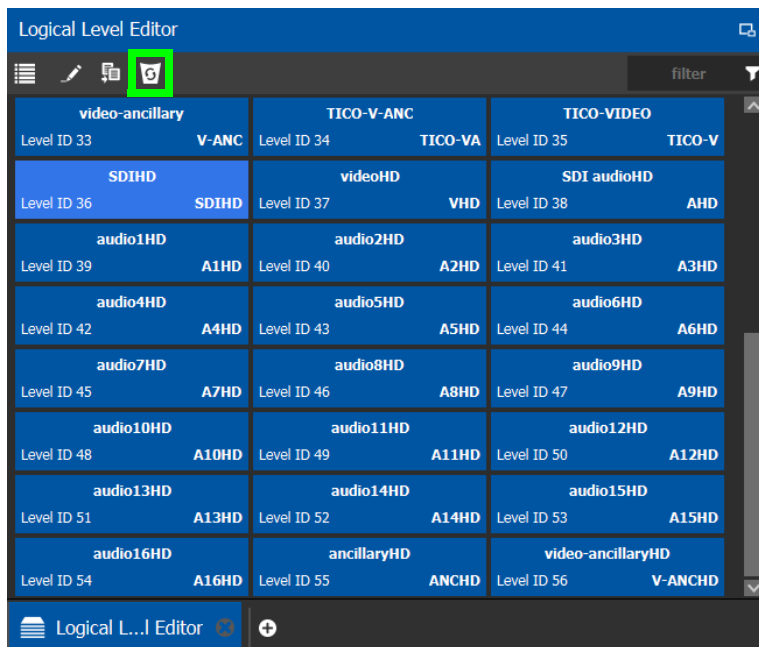 Logical Level Editor
filter
video-ancillary TICO-V-ANC TICO-VIDEO
Level ID 33 V-ANC Level ID 34 TICO-VA Level ID 35 TICO-V
SDIHD videoHD SDI audioHD
Level ID 36 SDIHD Level ID 37 VHD Level ID 38 AHD
audio1HD audio2HD audio3HD
Level ID 39 A1HD Level ID 40 A2HD Level ID 41 A3HD
audio4HD audio5HD audio6HD
Level ID 42 A4HD Level ID 43 A5HD Level ID 44 A6HD
audio7HD audio8HD audio9HD
Level ID 45 A7HD Level ID 46 A8HD Level ID 47 A9HD
audio10HD audio11HD audio12HD
Level ID 48 A10HD Level ID 49 A11HD Level ID 50 A12HD
audio13HD audio14HD audio15HD
Level ID 51 A13HD Level ID 52 A14HD Level ID 53 A15HD
audio16HD ancillaryHD video-ancillaryHD
Level ID 54 A16HD Level ID 55 ANCHD Level ID 56 V-ANCHD
Logical L...l Editor